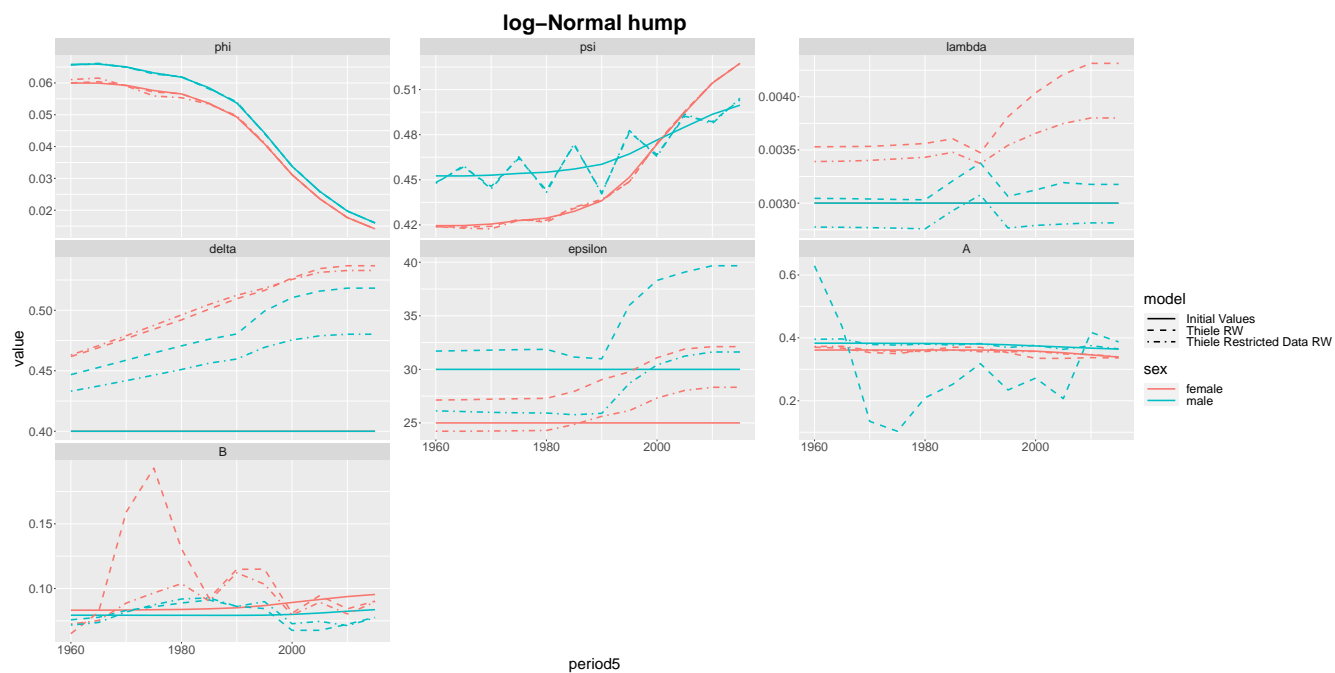 log−Normal hump
phi
psi
lambda
0.06
0.05
0.04
0.03
0.02
0.51
0.48
0.45
0.42
0.0040
0.0035
0.0030
delta
epsilon
A
0.50
0.45
0.40
40
35
30
25
0.6
0.4
0.2
1960
1980
2000
1960
1980
2000
B
0.15
0.10
1960
1980
2000
value
period5
model
Initial Values
Thiele RW
Thiele Restricted Data RW
sex
female
male